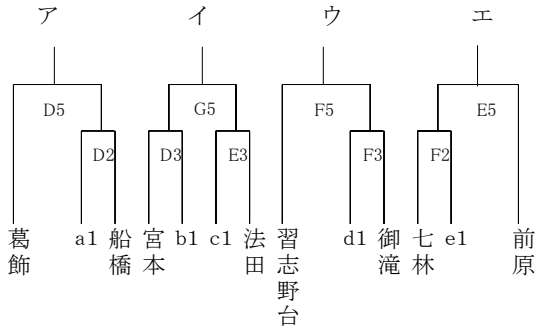 ア イ ウ エ
D5 G5 F5 E5
D2 D3 E3 F3 F2
葛飾 a1 船橋 宮本 b1 c1 法田 習志野台 d1 御滝 七林 e1 前原